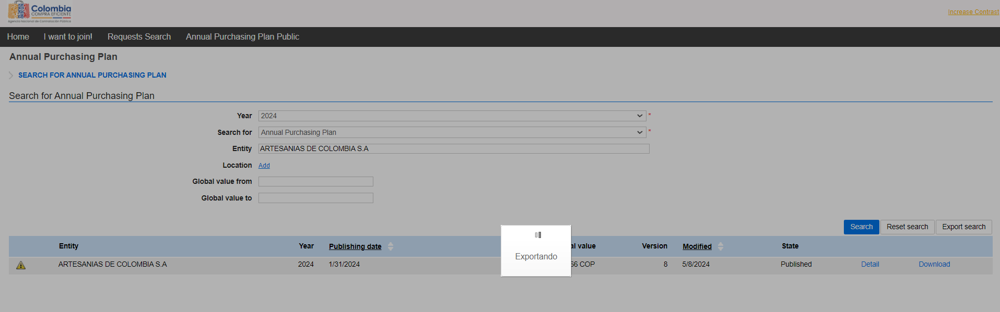 Colombia
COMPRA EFICIENTE
Agencia Nacional de Contratación Pública
Increase Contrast
Home I want to join! Requests Search Annual Purchasing Plan Public
Annual Purchasing Plan
SEARCH FOR ANNUAL PURCHASING PLAN
Search for Annual Purchasing Plan
Year 2024 *
Search for Annual Purchasing Plan *
Entity ARTESANIAS DE COLOMBIA S.A
Location Add
Global value from
Global value to
Search Reset search Export search
Entity Year Publishing date al value Version Modified State
Exportando
ARTESANIAS DE COLOMBIA S.A 2024 1/31/2024 66 COP 8 5/8/2024 Published Detail Download